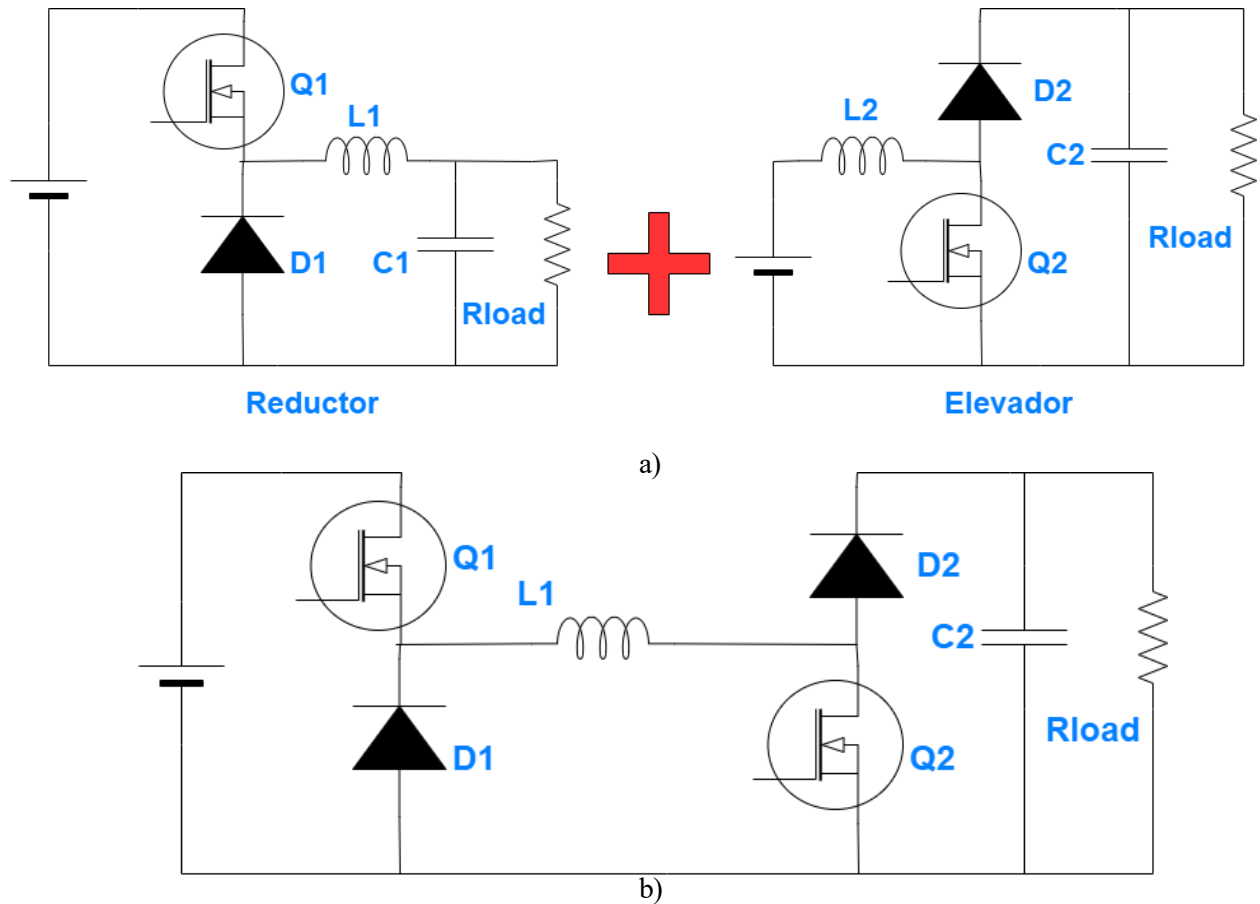 Q1
L1
D1
C1
Rload
Reductor
L2
D2
C2
Q2
Rload
Elevador
a)
Q1
L1
D1
D2
C2
Q2
Rload
b)